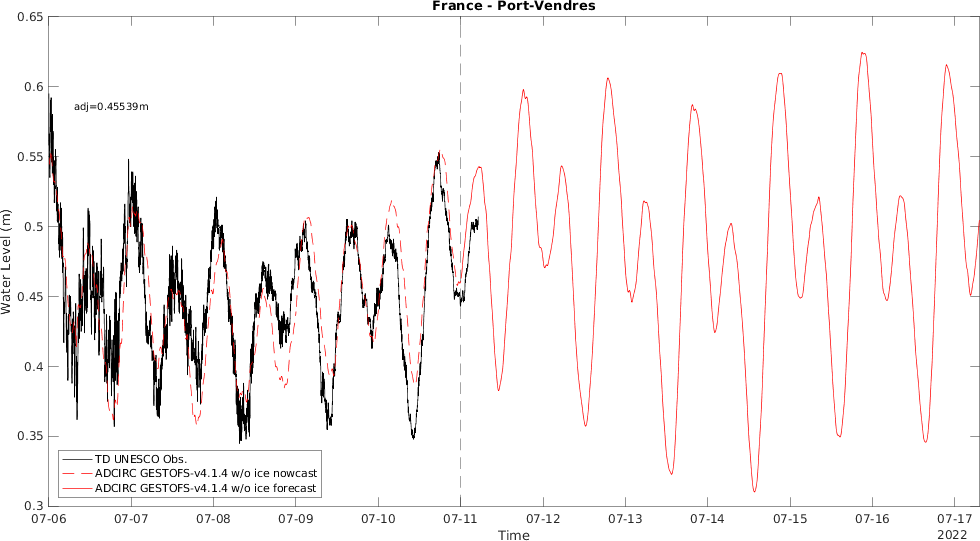 France - Port-Vendres
0.65
0.6
0.55
0.5
0.45
0.4
0.35
0.3
Water Level (m)
adj=0.45539m
TD UNESCO Obs.
ADCIRC GESTOFS-v4.1.4 w/o ice nowcast
ADCIRC GESTOFS-v4.1.4 w/o ice forecast
07-06 07-07 07-08 07-09 07-10 07-11 07-12 07-13 07-14 07-15 07-16 07-17
2022
Time